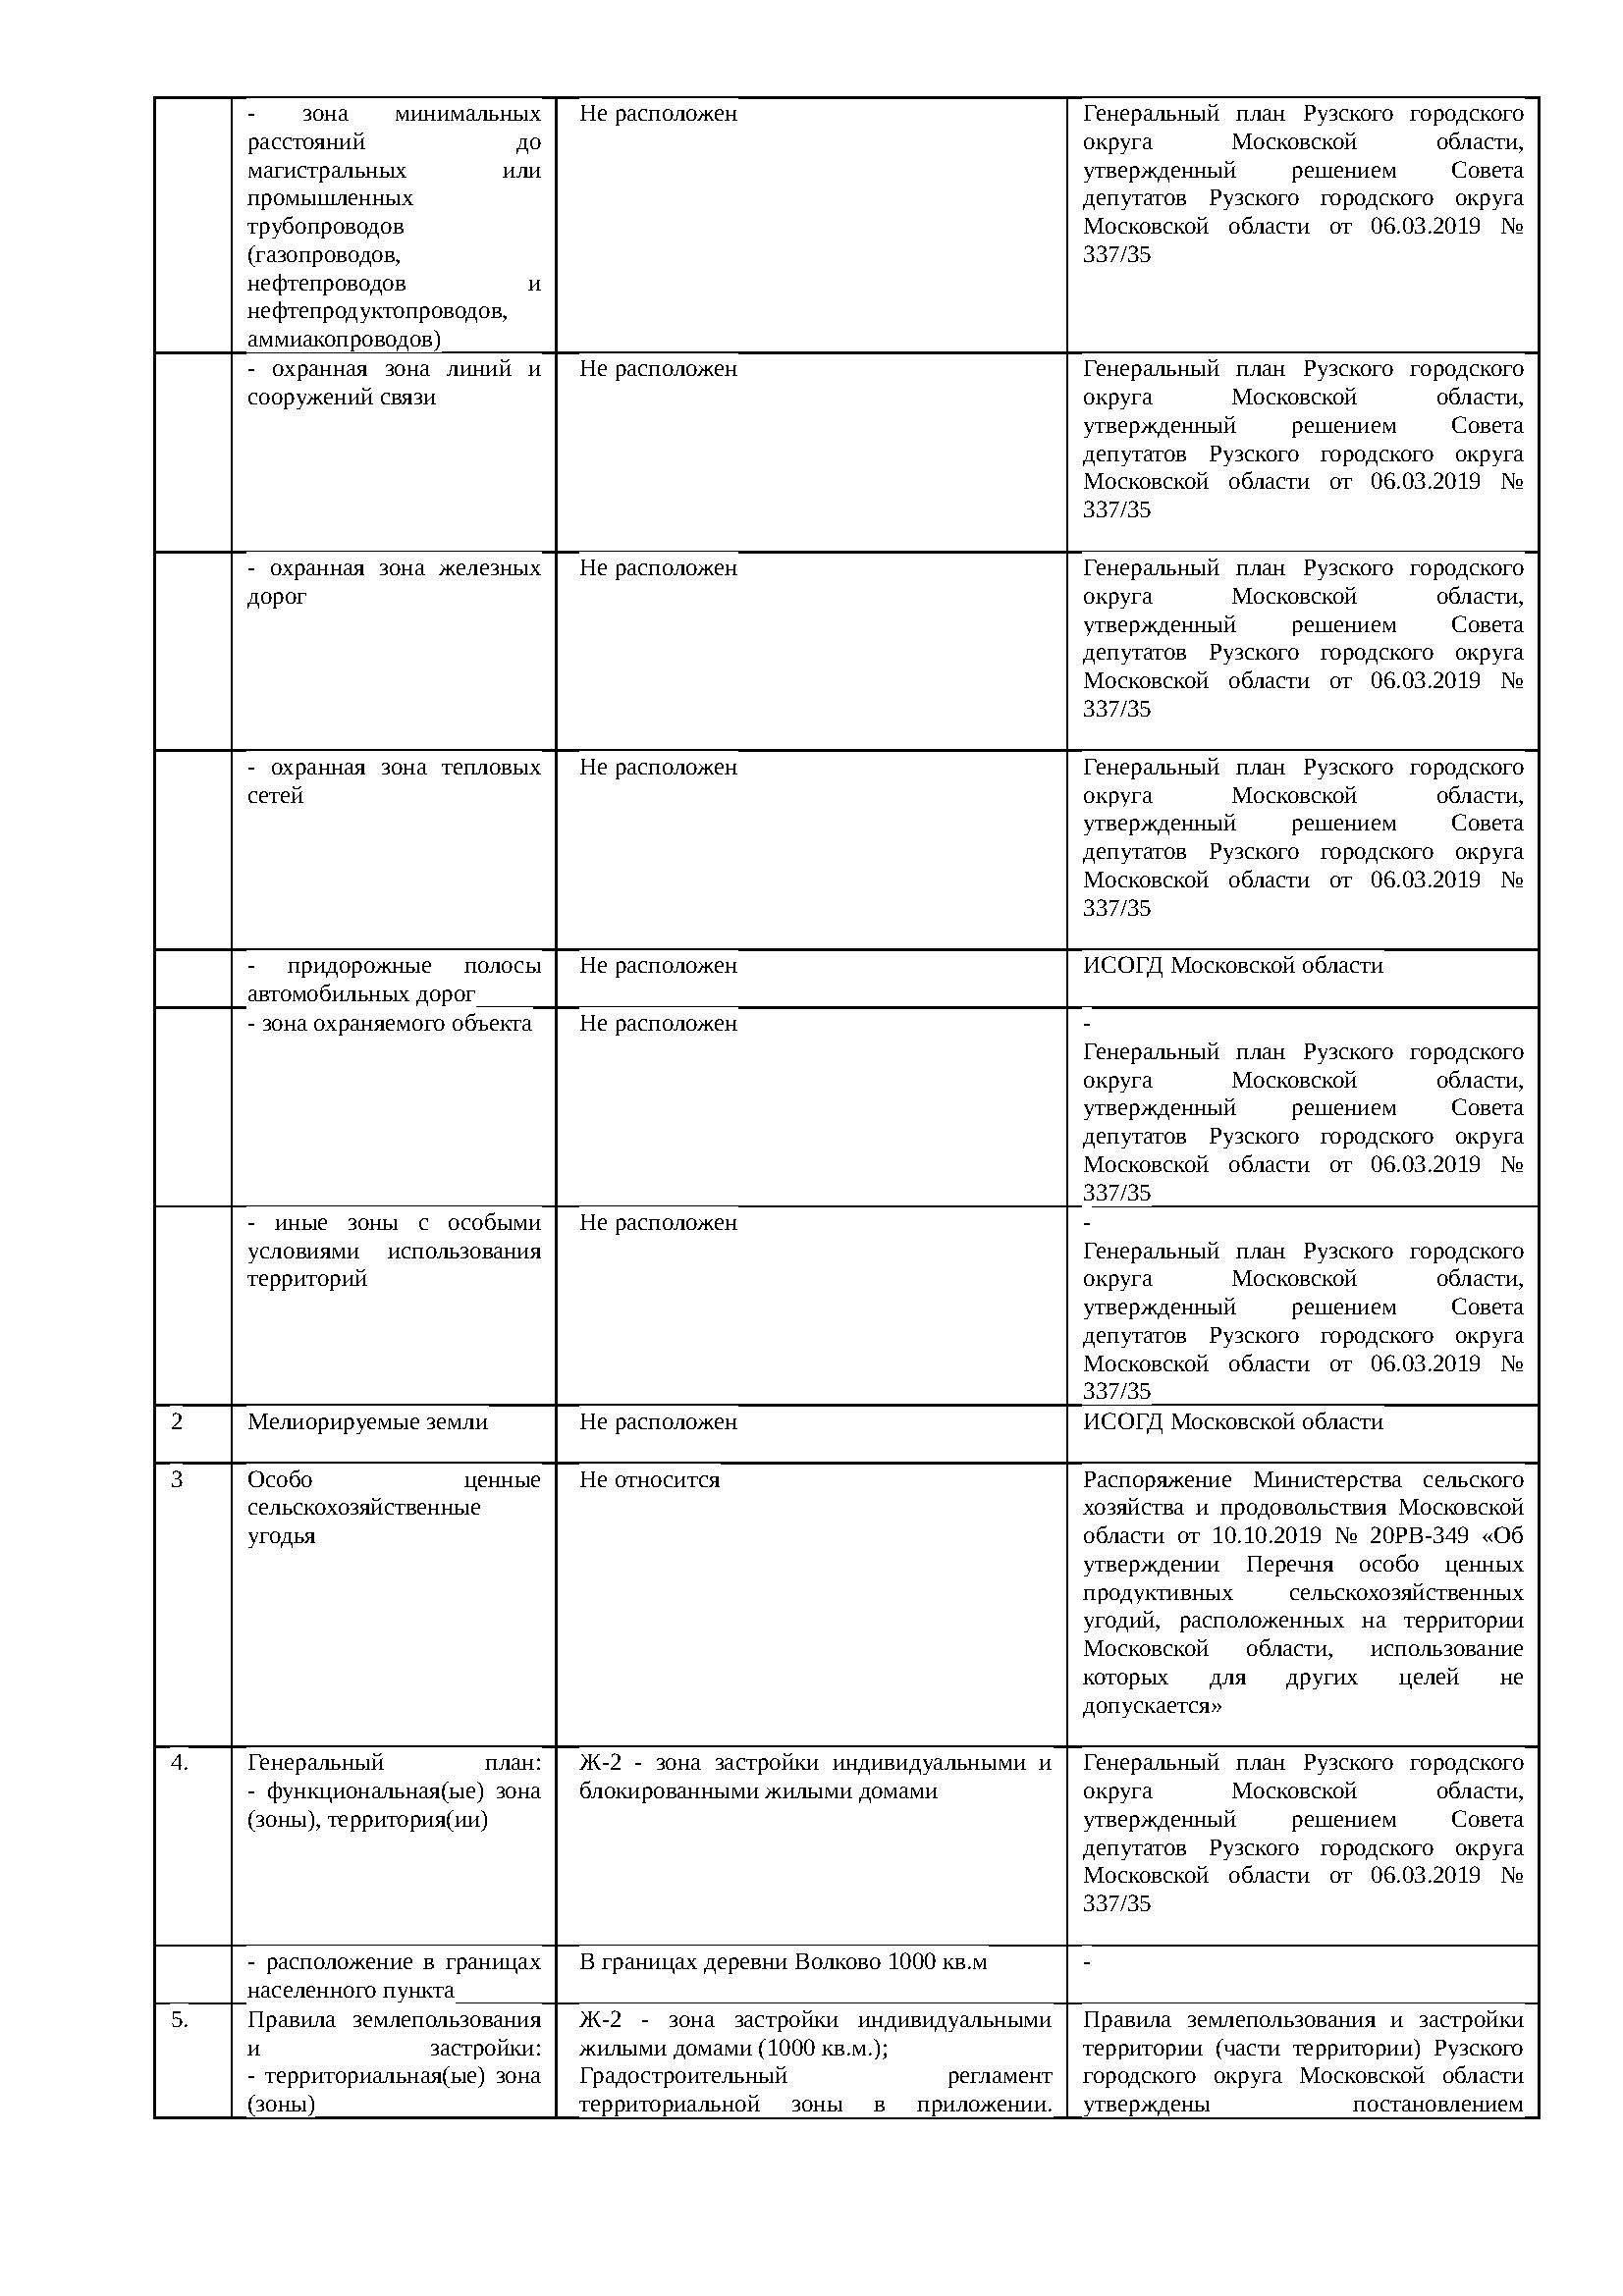 - зона минимальных
расстояний до
магистральных или
промышленных
трубопроводов
(газопроводов,
нефтепроводов и
нефтепродуктопроводов,
аммиакопроводов)
Не расположен
Генеральный план Рузского городского
округа Московской области,
утвержденный решением Совета
депутатов Рузского городского округа
Московской области от 06.03.2019 №
337/35
- охранная зона линий и
сооружений связи
Не расположен
Генеральный план Рузского городского
округа Московской области,
утвержденный решением Совета
депутатов Рузского городского округа
Московской области от 06.03.2019 №
337/35
- охранная зона железных
дорог
Не расположен
Генеральный план Рузского городского
округа Московской области,
утвержденный решением Совета
депутатов Рузского городского округа
Московской области от 06.03.2019 №
337/35
- охранная зона тепловых
сетей
Не расположен
Генеральный план Рузского городского
округа Московской области,
утвержденный решением Совета
депутатов Рузского городского округа
Московской области от 06.03.2019 №
337/35
- придорожные полосы
автомобильных дорог
Не расположен
ИСОГД Московской области
- зона охраняемого объекта
Не расположен
-
Генеральный план Рузского городского
округа Московской области,
утвержденный решением Совета
депутатов Рузского городского округа
Московской области от 06.03.2019 №
337/35
- иные зоны с особыми
условиями использования
территорий
Не расположен
-
Генеральный план Рузского городского
округа Московской области,
утвержденный решением Совета
депутатов Рузского городского округа
Московской области от 06.03.2019 №
337/35
2
Мелиорируемые земли
Не расположен
ИСОГД Московской области
3
Особо ценные
сельскохозяйственные
угодья
Не относится
Распоряжение Министерства сельского
хозяйства и продовольствия Московской
области от 10.10.2019 № 20РВ-349 «Об
утверждении Перечня особо ценных
продуктивных сельскохозяйственных
угодий, расположенных на территории
Московской области, использование
которых для других целей не
допускается»
4.
Генеральный план:
- функциональная(ые) зона
(зоны), территория(ии)
Ж-2 - зона застройки индивидуальными и
блокированными жилыми домами
Генеральный план Рузского городского
округа Московской области,
утвержденный решением Совета
депутатов Рузского городского округа
Московской области от 06.03.2019 №
337/35
- расположение в границах
населенного пункта
В границах деревни Волково 1000 кв.м
-
5.
Правила землепользования
и застройки:
- территориальная(ые) зона
(зоны)
Ж-2 - зона застройки индивидуальными
жилыми домами (1000 кв.м.);
Градостроительный регламент
территориальной зоны в приложении.
Правила землепользования и застройки
территории (части территории) Рузского
городского округа Московской области
утверждены постановлением